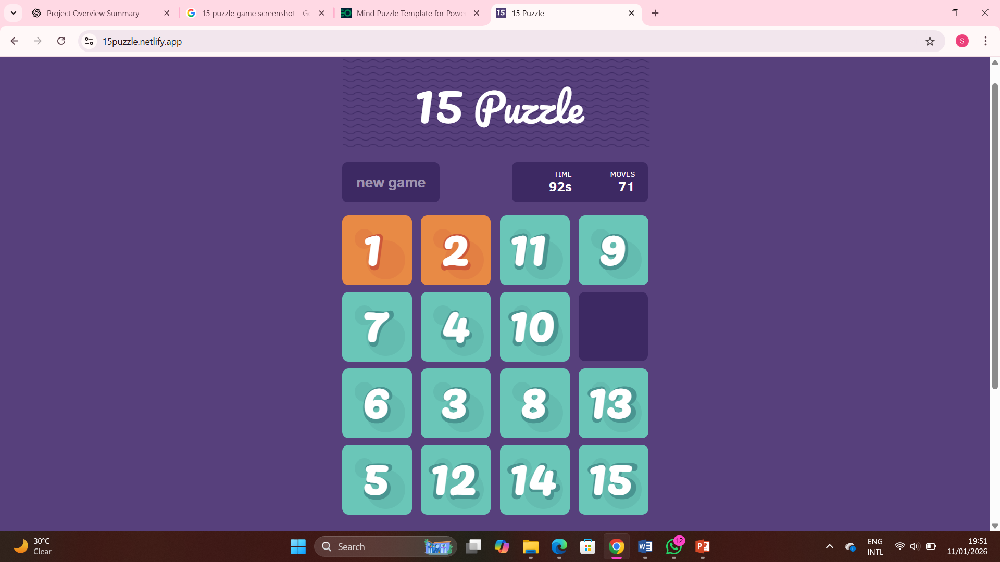 Project Overview Summary
15 puzzle game screenshot - Go
Mind Puzzle Template for Powe
15 15 Puzzle
15puzzle.netlify.app
S
15 Puzzle
new game
TIME
92s
MOVES
71
1 2 11 9
7 4 10
6 3 8 13
5 12 14 15
30°C
Clear
Search
12
ENG
INTL
19:51
11/01/2026